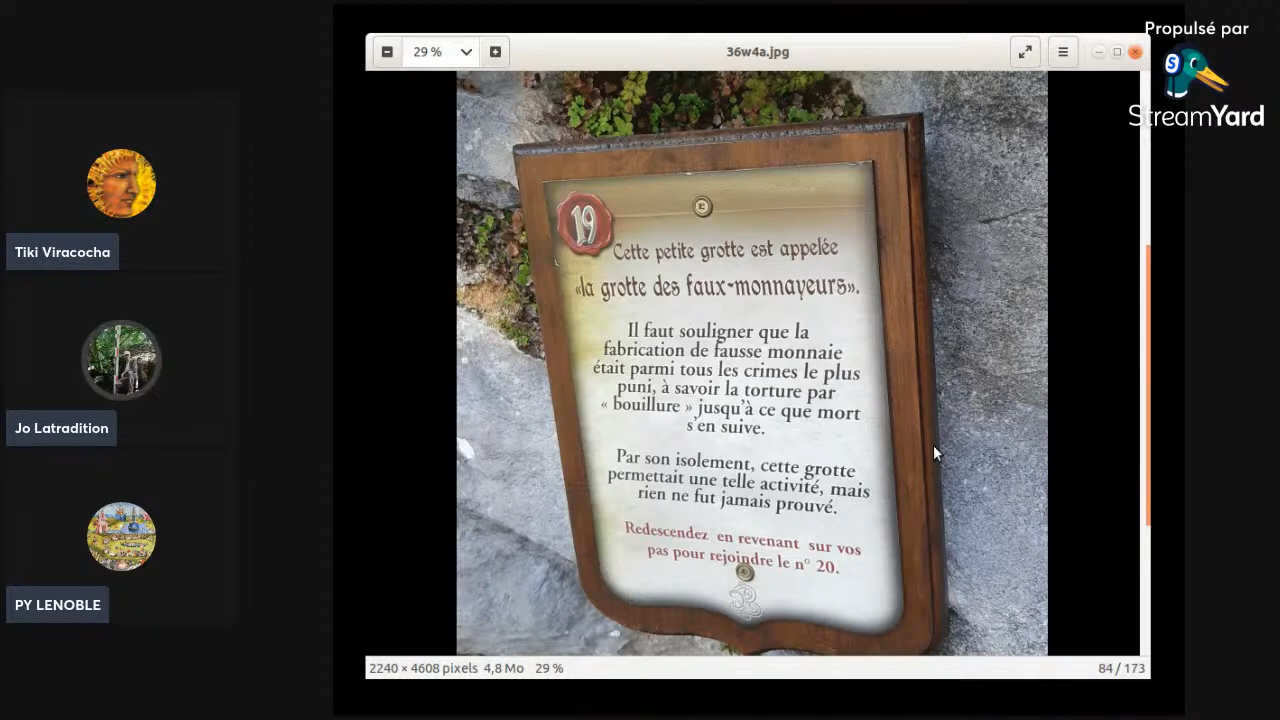 Propulsé par
StreamYard
29 %
36w4a.jpg
Tiki Viracocha
Jo Latradition
PY LENOBLE
19
Cette petite grotte est appelée
«la grotte des faux-monnayeurs».
Il faut souligner que la
fabrication de fausse monnaie
était parmi tous les crimes le plus
puni, à savoir la torture par
« bouillure » jusqu'à ce que mort
s'en suive.
Par son isolement, cette grotte
permettait une telle activité, mais
rien ne fut jamais prouvé.
Redescendez en revenant sur vos
pas pour rejoindre le n° 20.
2240 × 4608 pixels 4,8 Mo 29 %
84 / 173